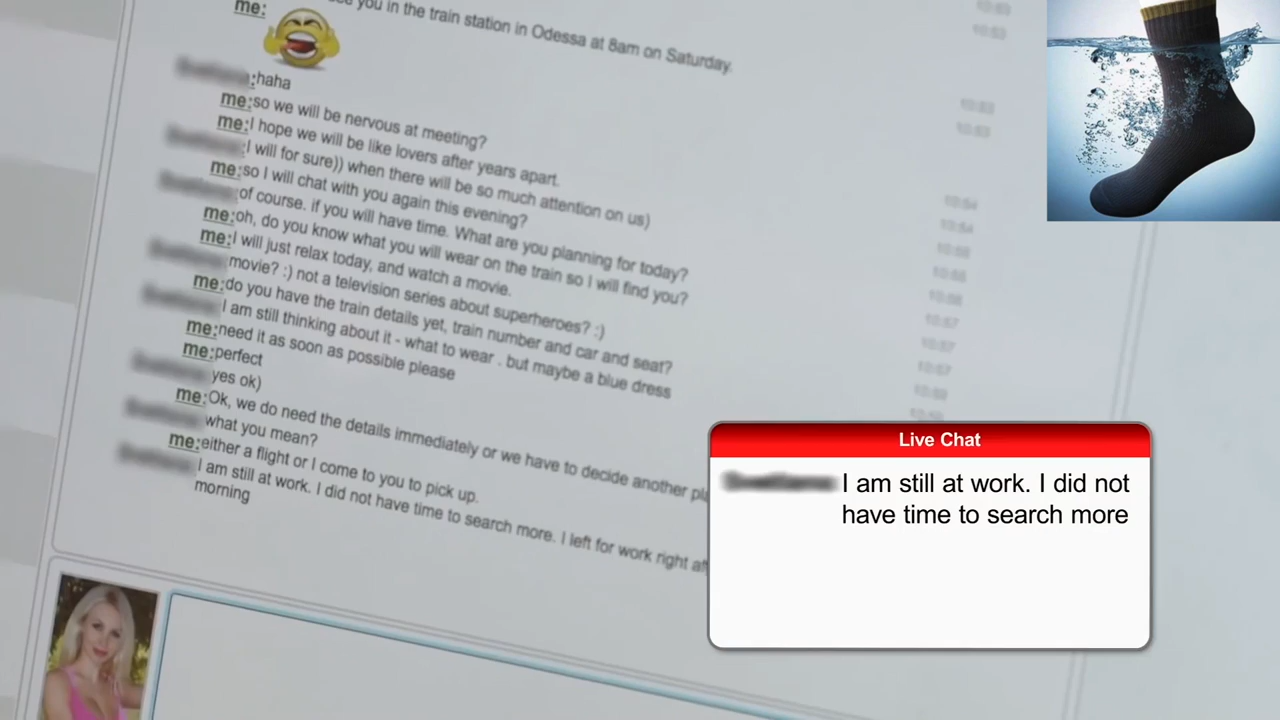 see you in the train station in Odessa at 8am on Saturday.
me:
:haha
me:so we will be nervous at meeting?
me:I hope we will be like lovers after years apart.
:I will for sure)) when there will be so much attention on us)
me:so I will chat with you again this evening?
of course. if you will have time. What are you planning for today?
me:oh, do you know what you will wear on the train so I will find you?
me:I will just relax today, and watch a movie.
movie? :) not a television series about superheroes? :)
me:do you have the train details yet, train number and car and seat?
I am still thinking about it - what to wear . but maybe a blue dress
me:need it as soon as possible please
me:perfect
yes ok)
me:Ok, we do need the details immediately or we have to decide another
what you mean?
me:either a flight or I come to you to pick up.
I am still at work. I did not have time to search more. I left for work right
morning
Live Chat
I am still at work. I did not
have time to search more